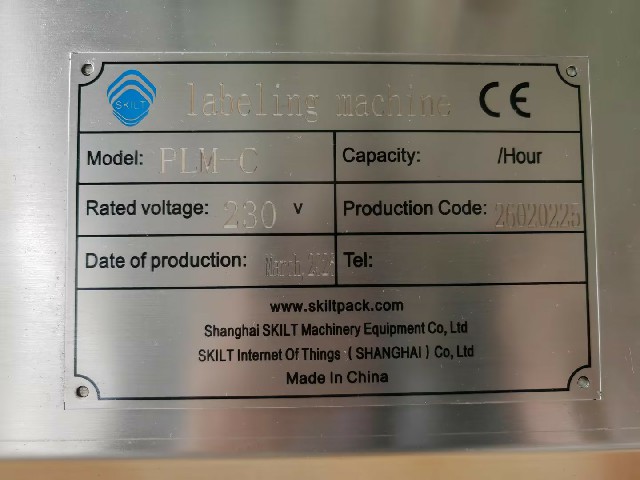 SKILT
labeling machine CE
Model: PLM-C Capacity: /Hour
Rated voltage: 230 V Production Code: 26020225
Date of production: March, Tel:
www.skiltpack.com
Shanghai SKILT Machinery Equipment Co, Ltd
SKILT Internet Of Things ( SHANGHAI ) Co, Ltd
Made In China